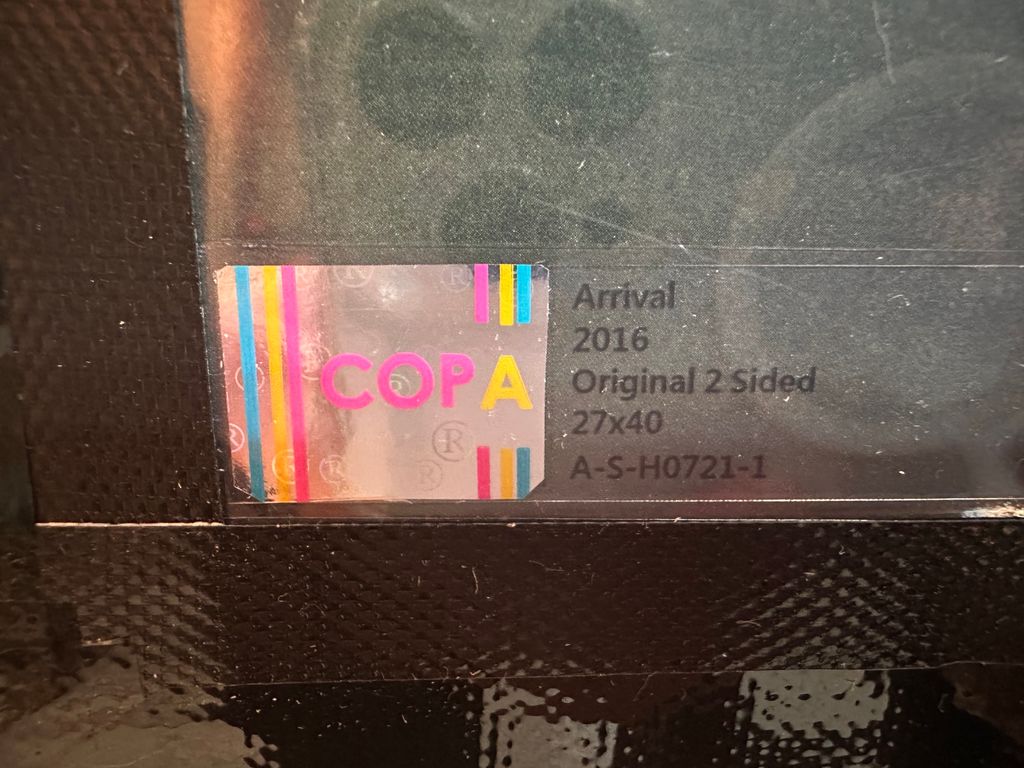 COPA
Arrival
2016
Original 2 Sided
27x40
A-S-H0721-1